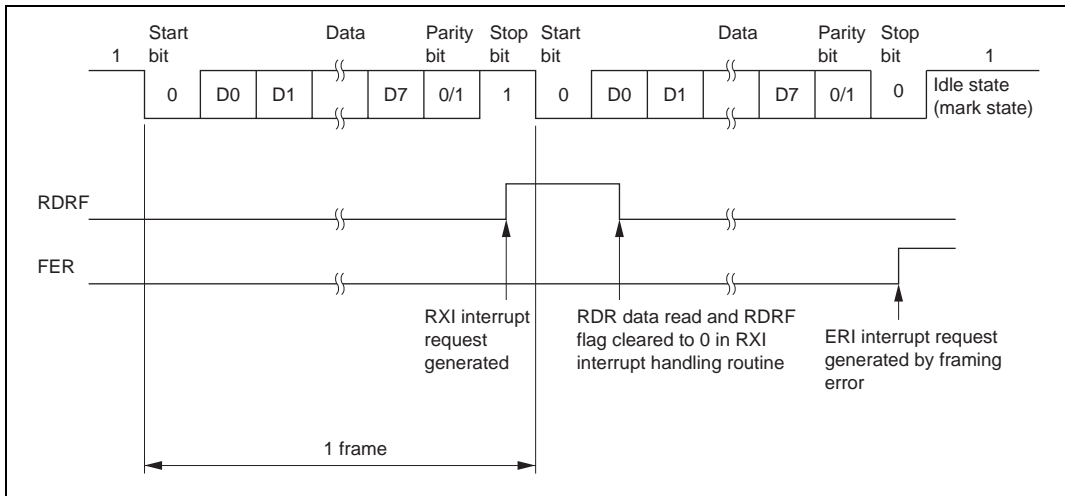 Start Data Parity Stop Start Data Parity Stop
1 bit bit bit bit bit bit 1
0 D0 D1 D7 0/1 1 0 D0 D1 D7 0/1 0 Idle state
(mark state)
RDRF
FER
RXI interrupt
request
generated
RDR data read and RDRF
flag cleared to 0 in RXI
interrupt handling routine
ERI interrupt request
generated by framing
error
1 frame